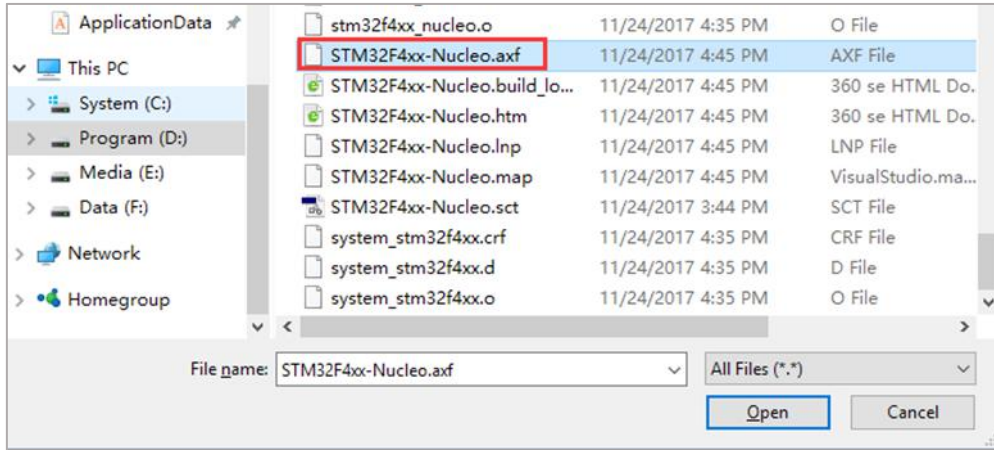 ApplicationData
This PC
System (C:)
Program (D:)
Media (E:)
Data (F:)
Network
Homegroup
stm32f4xx_nucleo.o 11/24/2017 4:35 PM O File
STM32F4xx-Nucleo.axf 11/24/2017 4:45 PM AXF File
STM32F4xx-Nucleo.build_lo... 11/24/2017 4:45 PM 360 se HTML Do.
STM32F4xx-Nucleo.htm 11/24/2017 4:45 PM 360 se HTML Do.
STM32F4xx-Nucleo.lnp 11/24/2017 4:45 PM LNP File
STM32F4xx-Nucleo.map 11/24/2017 4:45 PM VisualStudio.ma...
STM32F4xx-Nucleo.sct 11/24/2017 3:44 PM SCT File
system_stm32f4xx.crf 11/24/2017 4:35 PM CRF File
system_stm32f4xx.d 11/24/2017 4:35 PM D File
system_stm32f4xx.o 11/24/2017 4:35 PM O File
File name: STM32F4xx-Nucleo.axf All Files (*.*)
Open Cancel